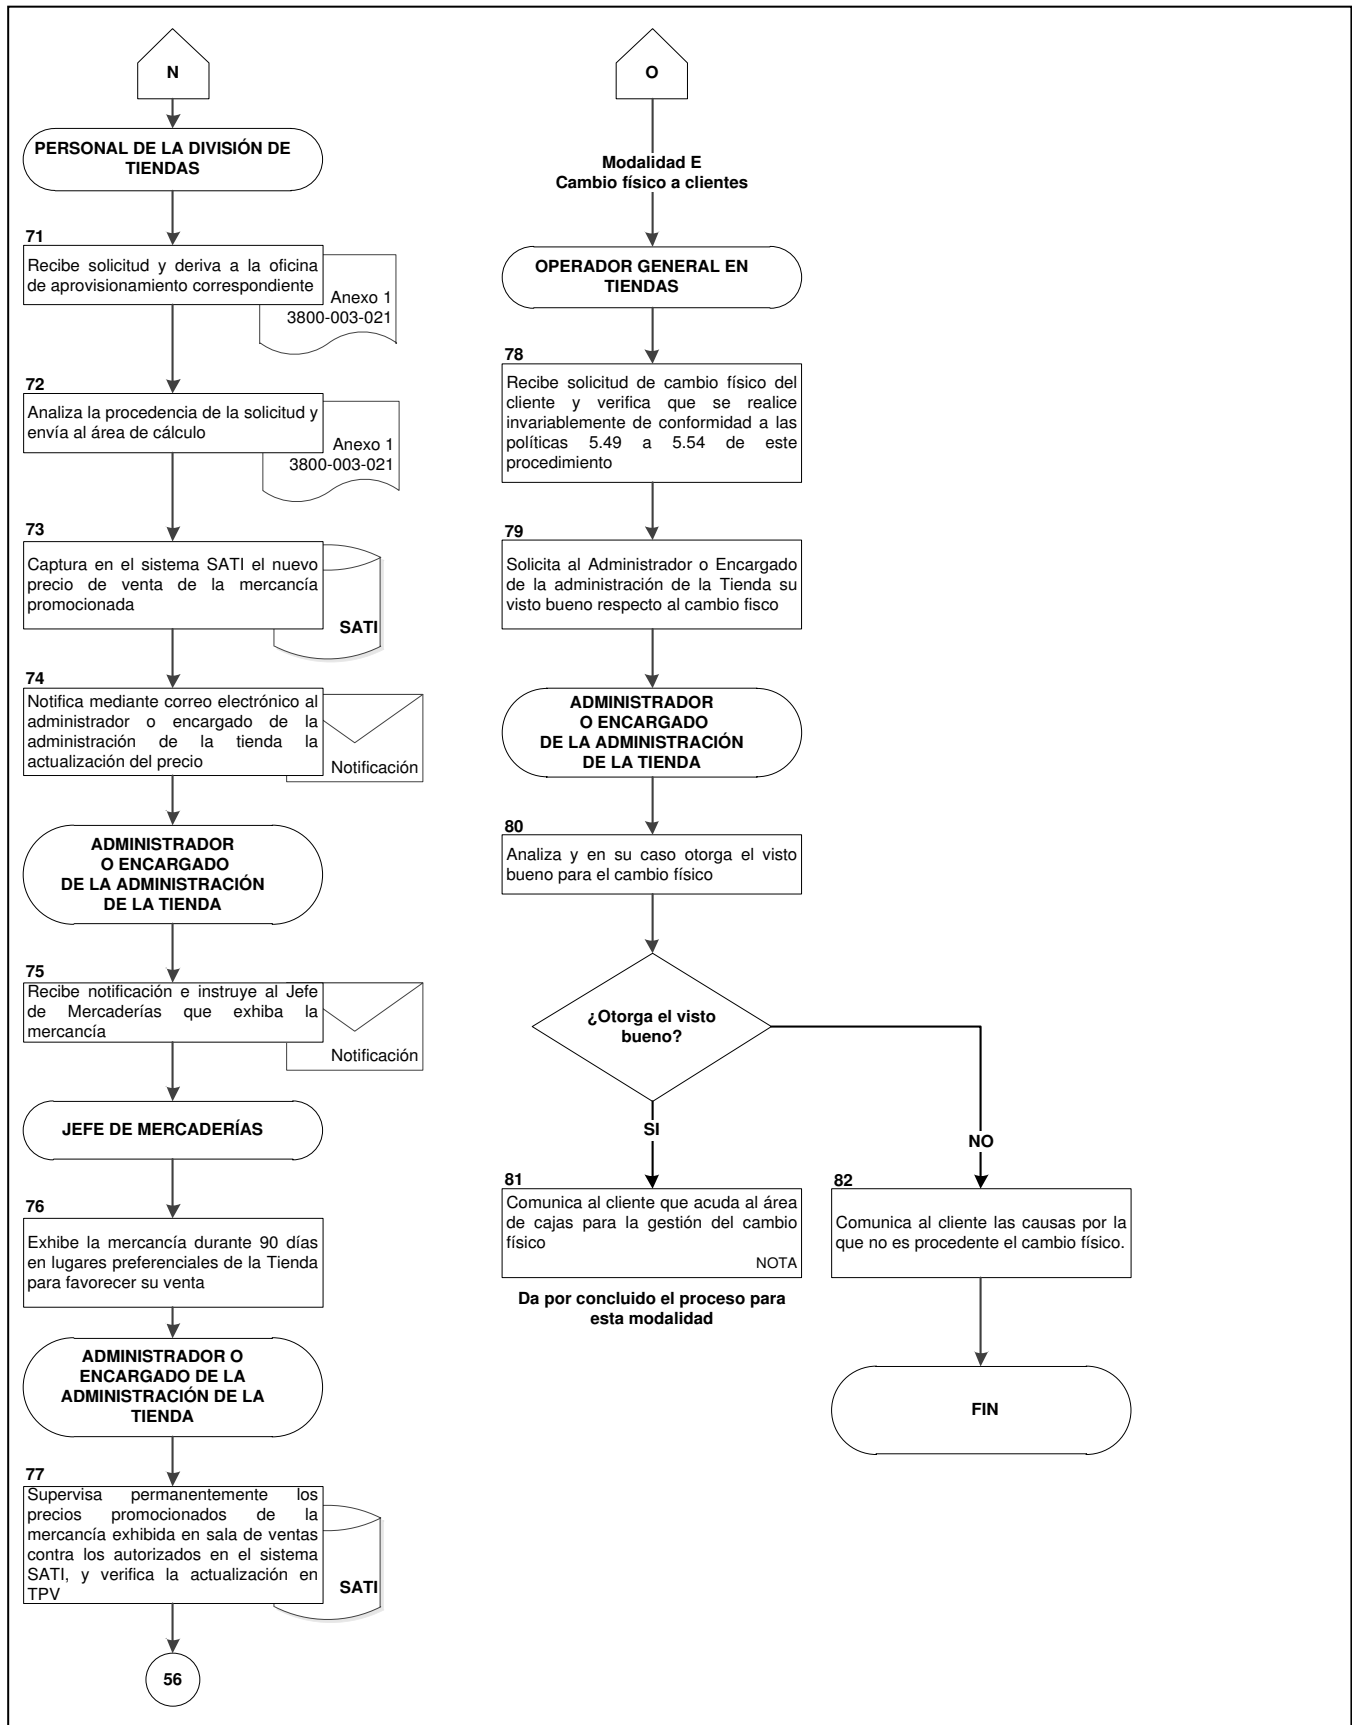 N
PERSONAL DE LA DIVISIÓN DE
TIENDAS
71
Recibe solicitud y deriva a la oficina
de aprovisionamiento correspondiente
Anexo 1
3800-003-021
72
Analiza la procedencia de la solicitud y
envía al área de cálculo
Anexo 1
3800-003-021
73
Captura en el sistema SATI el nuevo
precio de venta de la mercancía
promocionada
SATI
74
Notifica mediante correo electrónico al
administrador o encargado de la
administración de la tienda la
actualización del precio
Notificación
ADMINISTRADOR
O ENCARGADO
DE LA ADMINISTRACIÓN
DE LA TIENDA
75
Recibe notificación e instruye al Jefe
de Mercaderías que exhiba la
mercancía
Notificación
JEFE DE MERCADERÍAS
76
Exhibe la mercancía durante 90 días
en lugares preferenciales de la Tienda
para favorecer su venta
ADMINISTRADOR O
ENCARGADO DE LA
ADMINISTRACIÓN DE LA
TIENDA
77
Supervisa permanentemente los
precios promocionados de la
mercancía exhibida en sala de ventas
contra los autorizados en el sistema
SATI, y verifica la actualización en
TPV
SATI
56
O
Modalidad E
Cambio físico a clientes
OPERADOR GENERAL EN
TIENDAS
78
Recibe solicitud de cambio físico del
cliente y verifica que se realice
invariablemente de conformidad a las
políticas 5.49 a 5.54 de este
procedimiento
79
Solicita al Administrador o Encargado
de la administración de la Tienda su
visto bueno respecto al cambio fisco
ADMINISTRADOR
O ENCARGADO
DE LA ADMINISTRACIÓN
DE LA TIENDA
80
Analiza y en su caso otorga el visto
bueno para el cambio físico
¿Otorga el visto
bueno?
SI
NO
81
Comunica al cliente que acuda al área
de cajas para la gestión del cambio
físico
NOTA
Da por concluido el proceso para
esta modalidad
82
Comunica al cliente las causas por la
que no es procedente el cambio físico.
FIN